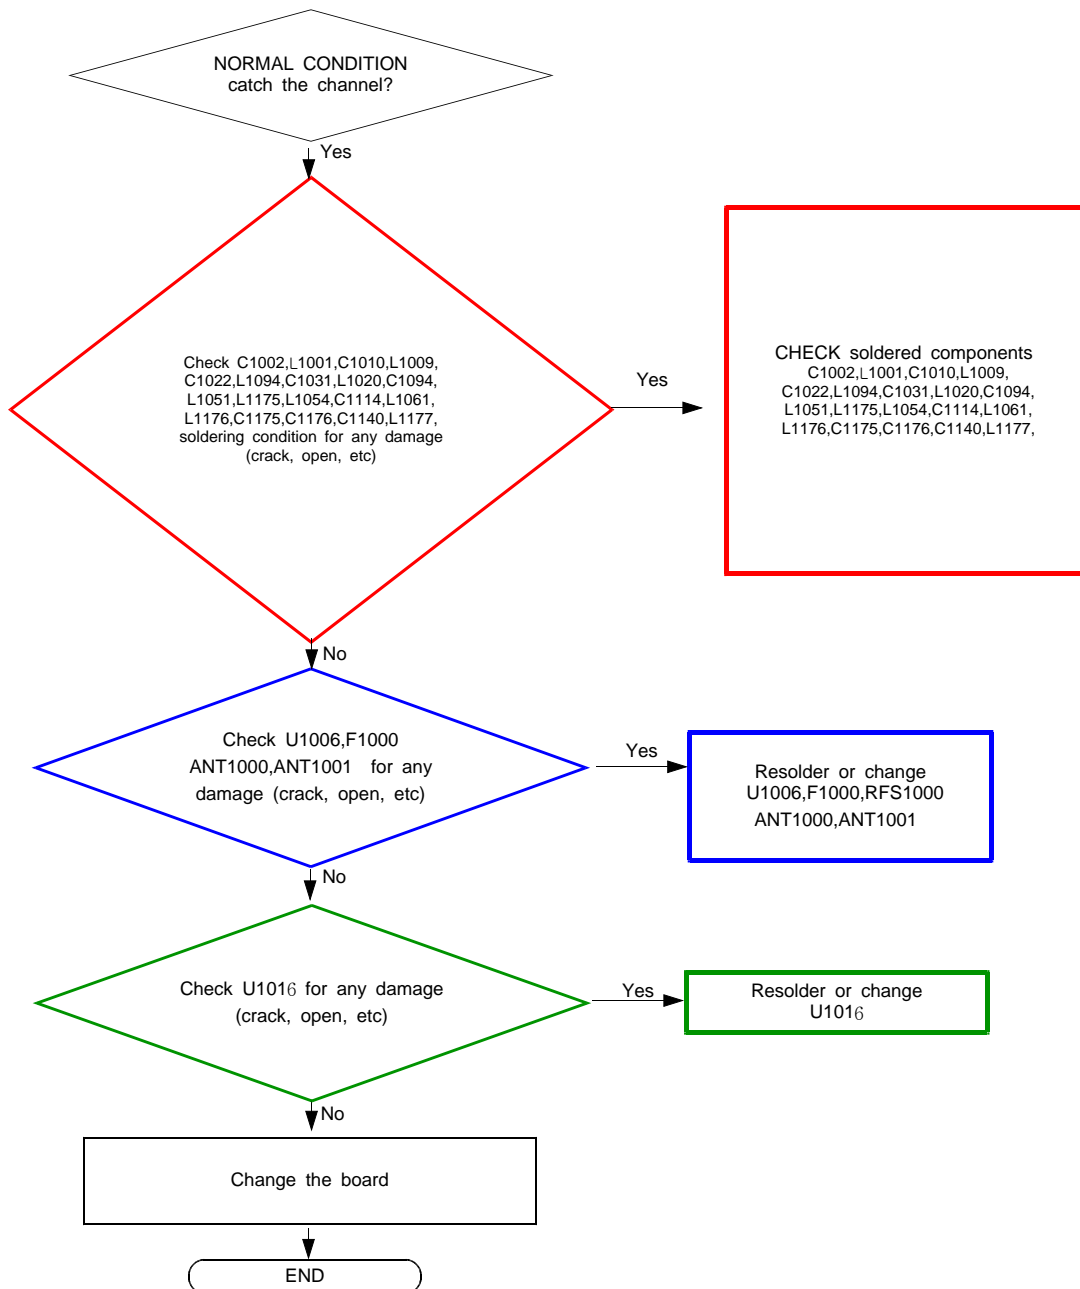 NORMAL CONDITION
catch the channel?
Yes
Check C1002,L1001,C1010,L1009,
C1022,L1094,C1031,L1020,C1094,
L1051,L1175,L1054,C1114,L1061,
L1176,C1175,C1176,C1140,L1177,
soldering condition for any damage
(crack, open, etc)
Yes
CHECK soldered components
C1002,L1001,C1010,L1009,
C1022,L1094,C1031,L1020,C1094,
L1051,L1175,L1054,C1114,L1061,
L1176,C1175,C1176,C1140,L1177,
No
Check U1006,F1000
ANT1000,ANT1001 for any
damage (crack, open, etc)
Yes
Resolder or change
U1006,F1000,RFS1000
ANT1000,ANT1001
No
Check U1016 for any damage
(crack, open, etc)
Yes
Resolder or change
U1016
No
Change the board
END